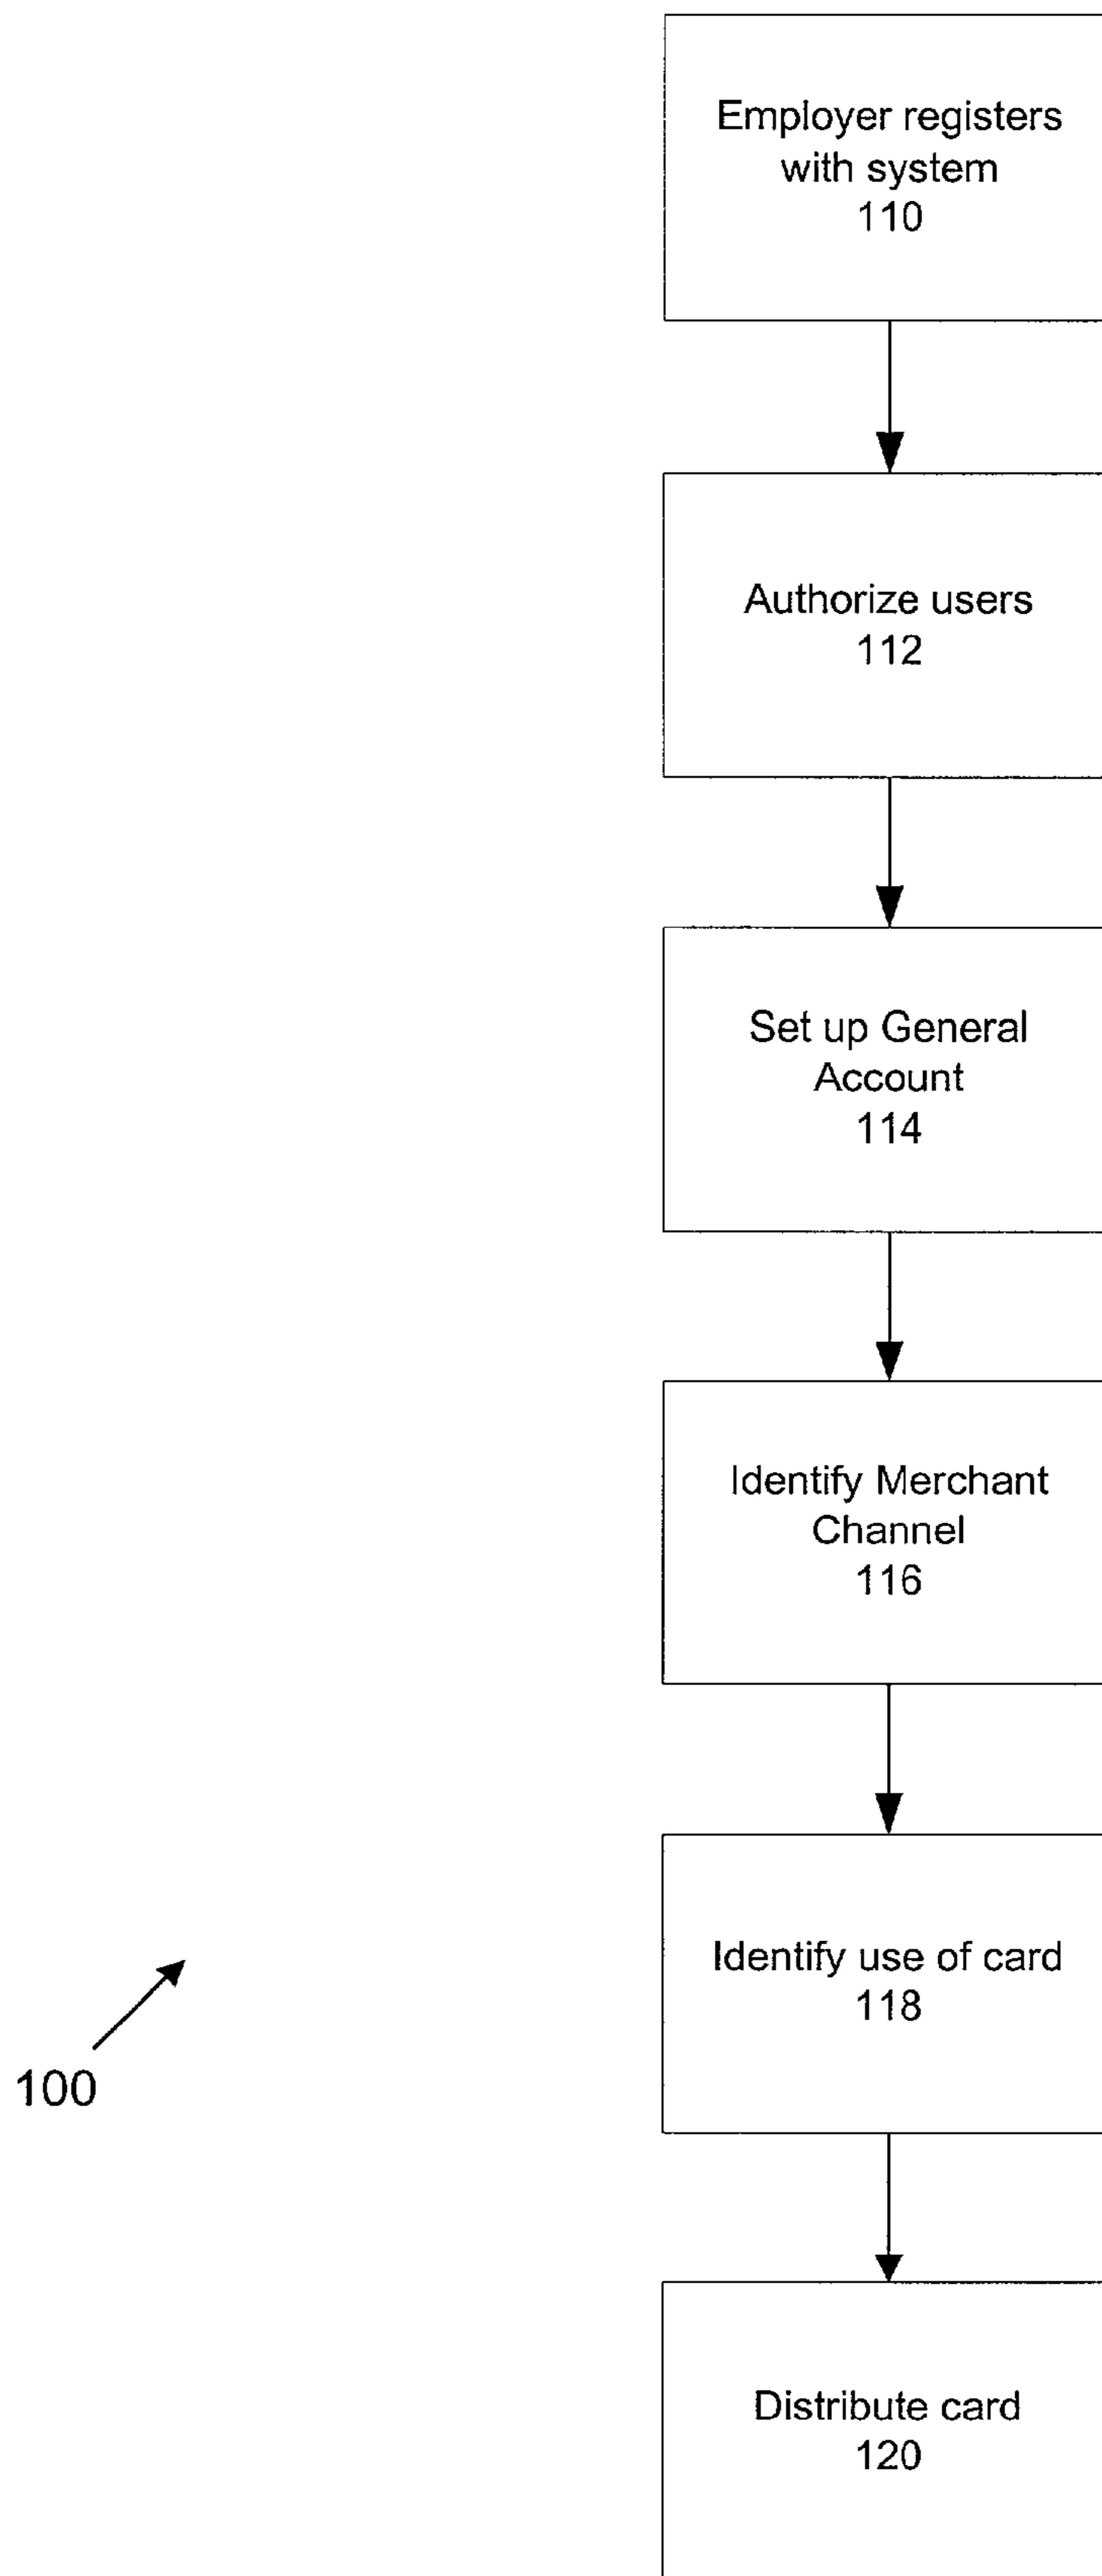 Employer registers
with system
110
Authorize users
112
Set up General
Account
114
Identify Merchant
Channel
116
Identify use of card
118
100
Distribute card
120